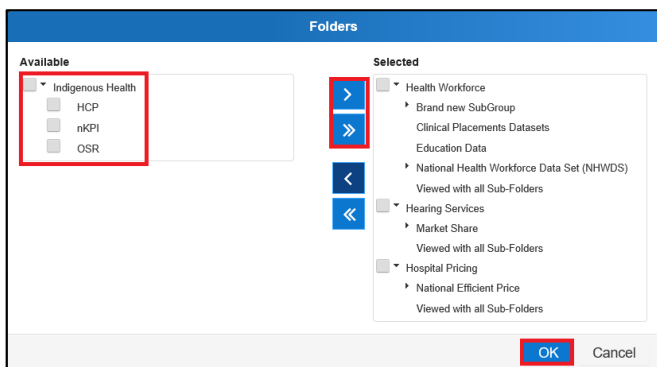 Folders
Available
Indigenous Health
HCP
nKPI
OSR
Selected
Health Workforce
Brand new SubGroup
Clinical Placements Datasets
Education Data
National Health Workforce Data Set (NHWDS)
Viewed with all Sub-Folders
Hearing Services
Market Share
Viewed with all Sub-Folders
Hospital Pricing
National Efficient Price
Viewed with all Sub-Folders
OK Cancel